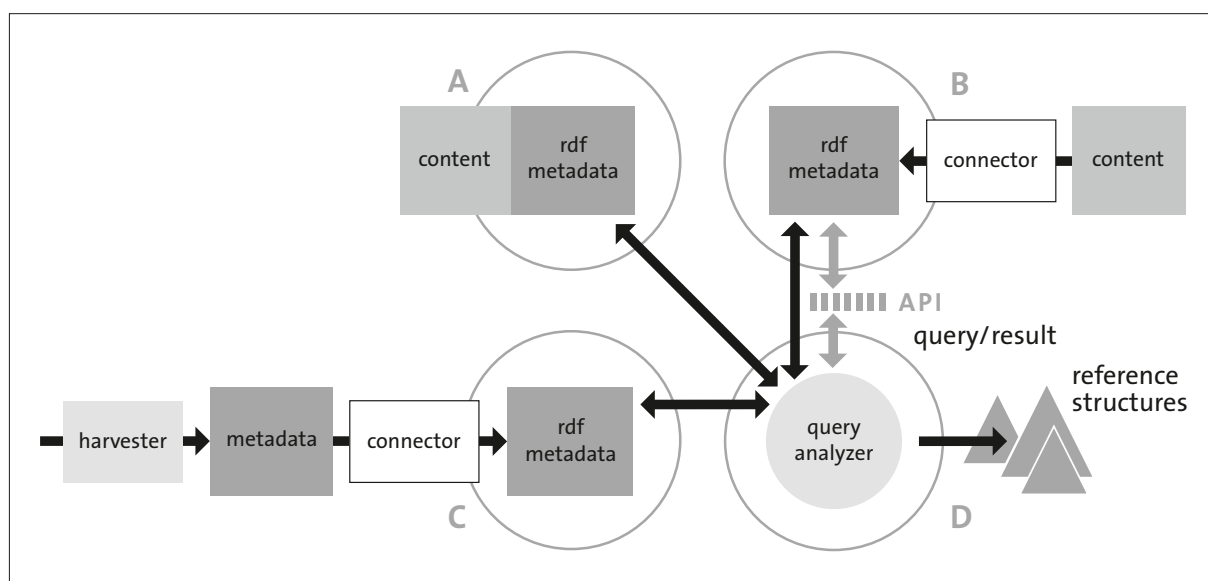 A
B
content
rdf
metadata
rdf
metadata
connector
content
API
query/result
reference
structures
harvester
metadata
connector
rdf
metadata
query
analyzer
C
D